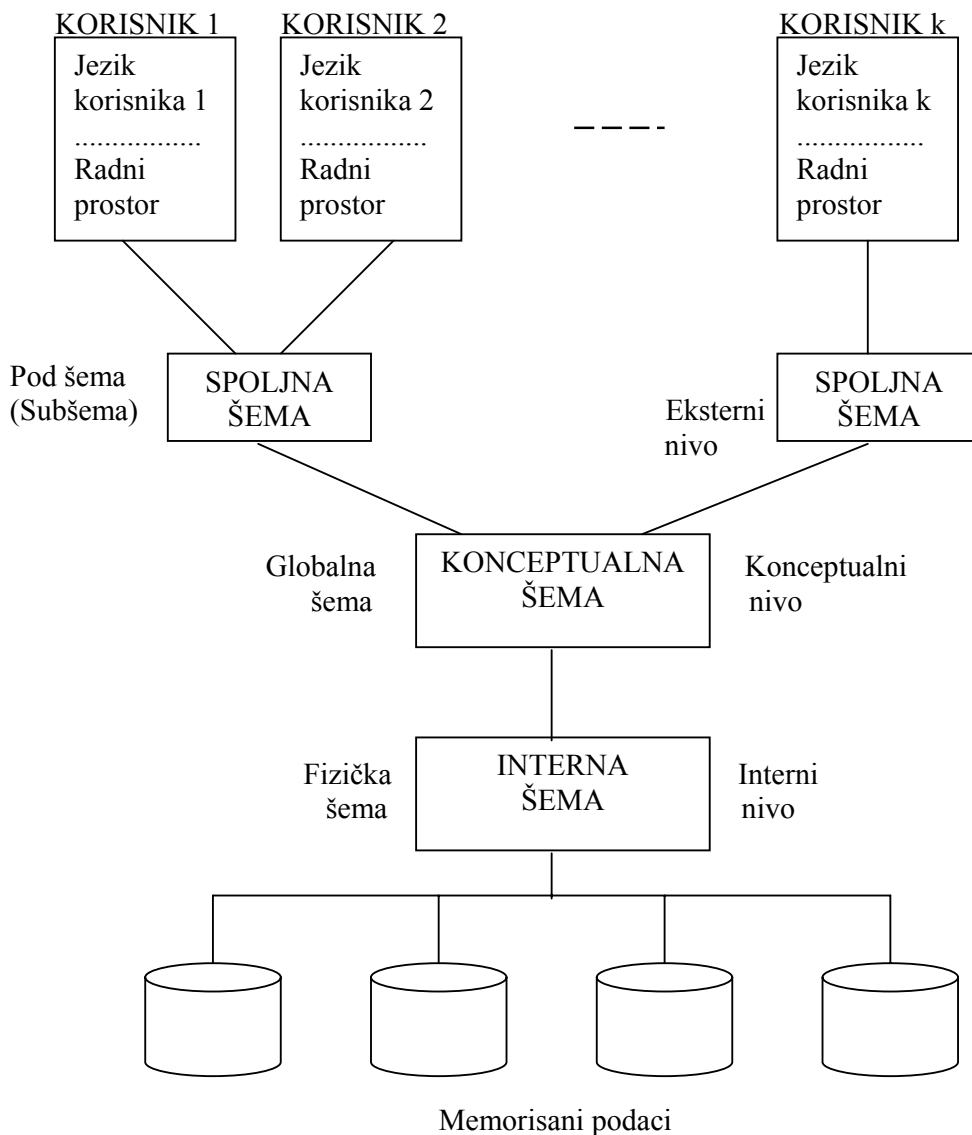 KORISNIK 1
Jezik
korisnika 1
.................
Radni
prostor
KORISNIK 2
Jezik
korisnika 2
.................
Radni
prostor
KORISNIK k
Jezik
korisnika k
.................
Radni
prostor
Pod šema
(Subšema)
SPOLJNA
ŠEMA
Eksterni
nivo
SPOLJNA
ŠEMA
Globalna
šema
KONCEPTUALNA
ŠEMA
Konceptualni
nivo
Fizička
šema
INTERNA
ŠEMA
Interni
nivo
Memorisani podaci